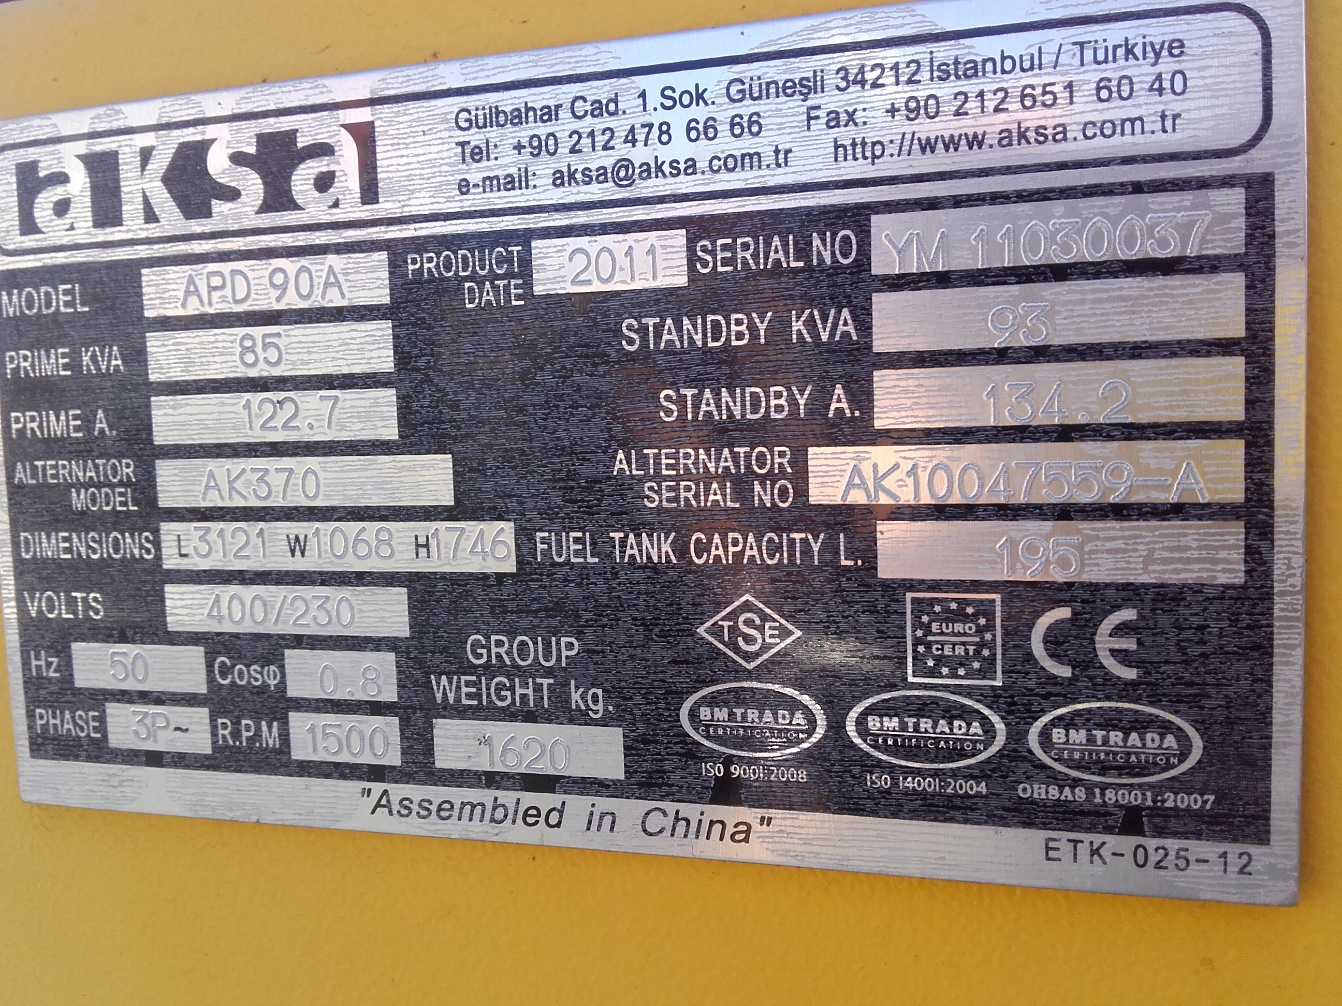 aksa
Gülbahar Cad. 1.Sok. Güneşli 34212 İstanbul / Türkiye
Tel: +90 212 478 66 66 Fax: +90 212 651 60 40
e-mail: aksa@aksa.com.tr http://www.aksa.com.tr
MODEL APD 90A PRODUCT DATE 2011 SERIAL NO YM 11030037
PRIME KVA 85 STANDBY KVA 93
PRIME A. 122.7 STANDBY A. 134.2
ALTERNATOR MODEL AK370 ALTERNATOR SERIAL NO AK10047559-A
DIMENSIONS L3121 W1068 H1746 FUEL TANK CAPACITY L. 195
VOLTS 400/230
Hz 50 Cosφ 0.8 GROUP WEIGHT kg. 1620
PHASE 3P~ R.P.M 1500
TSE
EURO
CERT
CE
BM TRADA
CERTIFICATION
ISO 9001:2008
BM TRADA
CERTIFICATION
ISO 14001:2004
BM TRADA
CERTIFICATION
OHSAS 18001:2007
"Assembled in China"
ETK-025-12